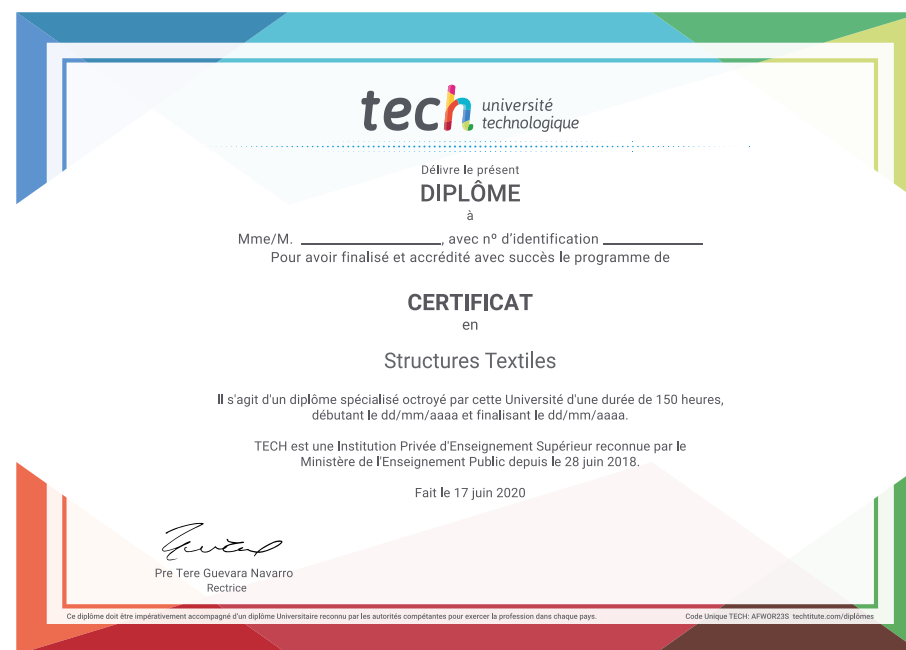 tech université
technologique
Délivre le présent
DIPLÔME
à
Mme/M. ____________________, avec nº d'identification ______________
Pour avoir finalisé et accrédité avec succès le programme de
CERTIFICAT
en
Structures Textiles
Il s'agit d'un diplôme spécialisé octroyé par cette Université d'une durée de 150 heures,
débutant le dd/mm/aaaa et finalisant le dd/mm/aaaa.
TECH est une Institution Privée d'Enseignement Supérieur reconnue par le
Ministère de l'Enseignement Public depuis le 28 juin 2018.
Fait le 17 juin 2020
Pre Tere Guevara Navarro
Rectrice
Ce diplôme doit être impérativement accompagné d'un diplôme Universitaire reconnu par les autorités compétantes pour exercer la profession dans chaque pays.
Code Unique TECH: AFWOR23S techtitute.com/diplômes